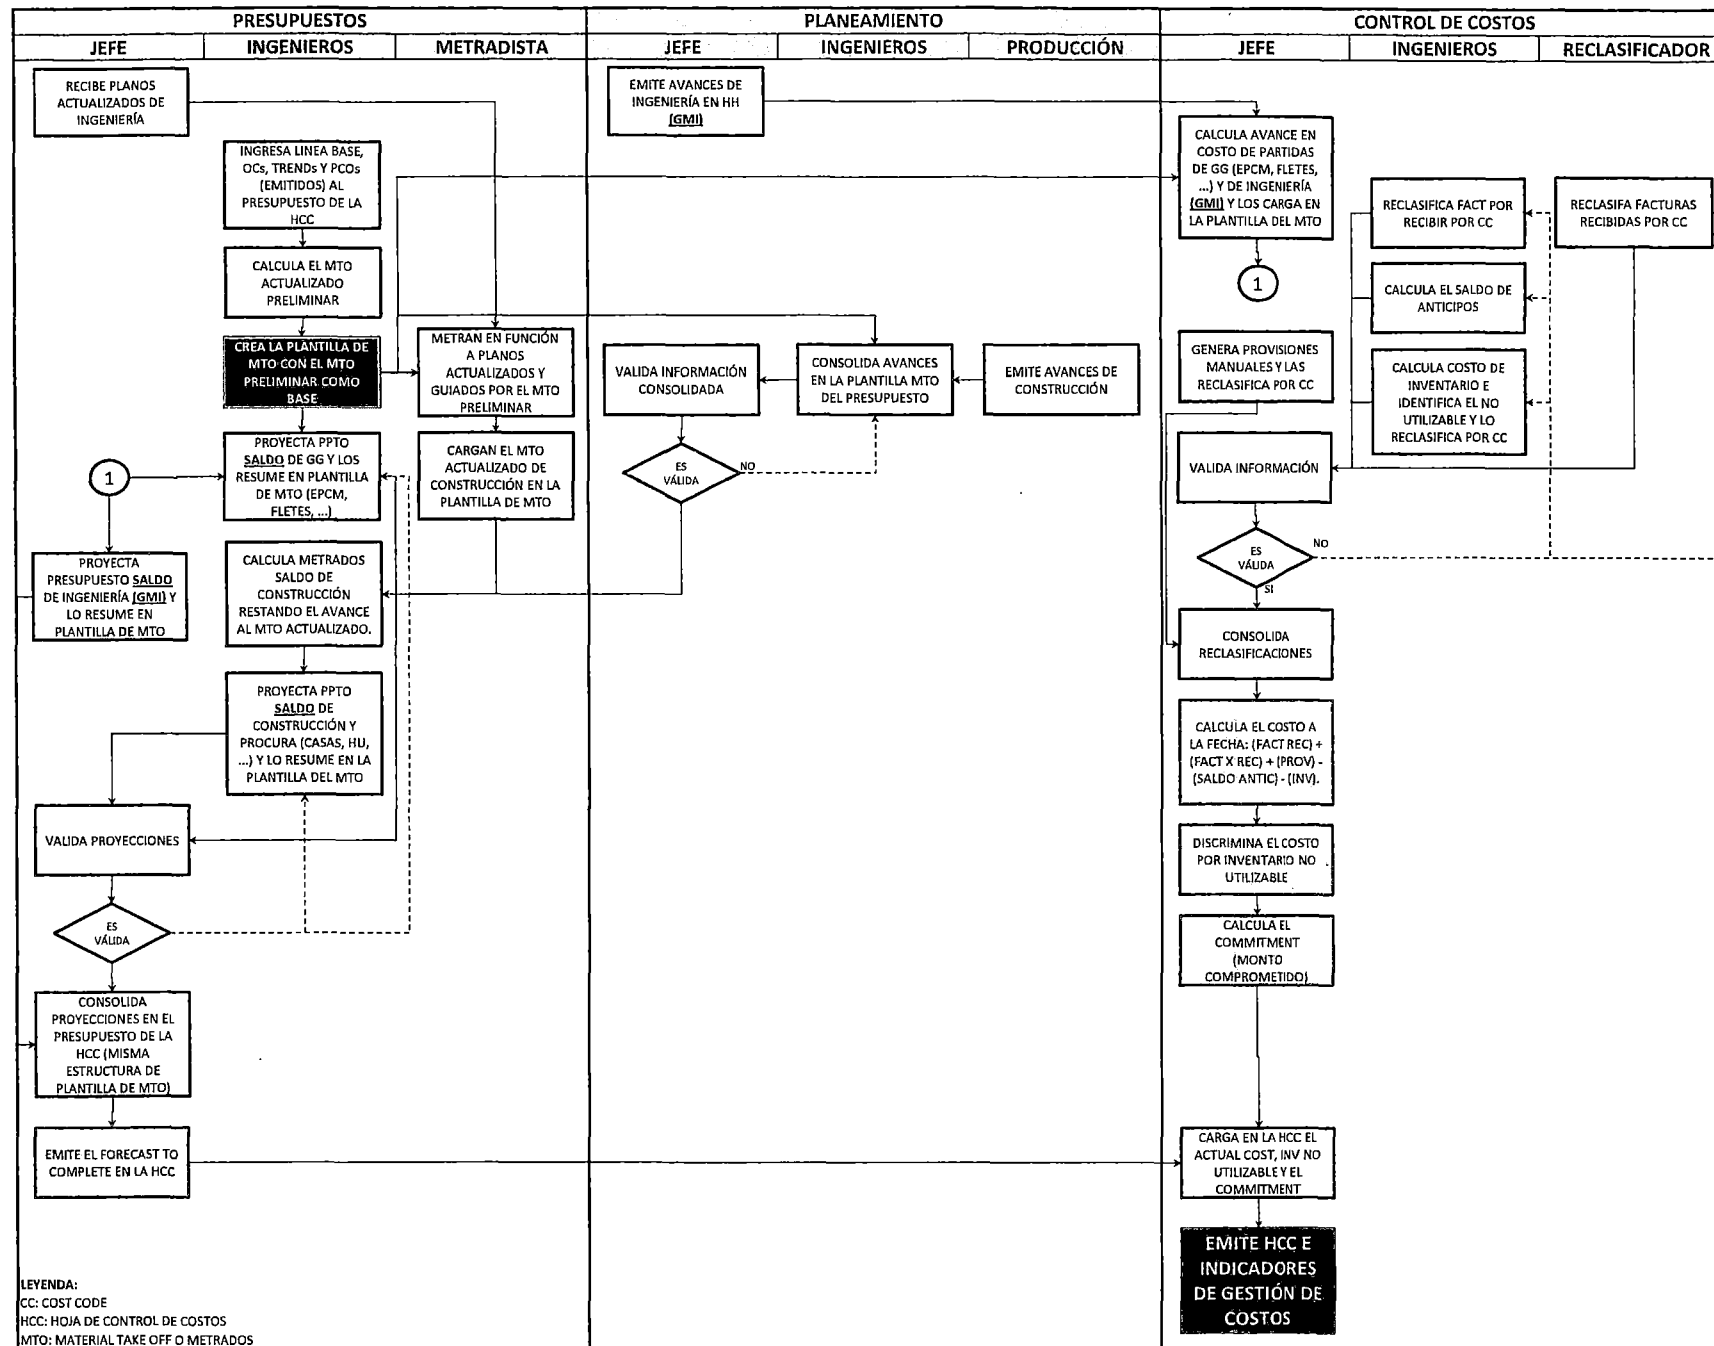 PRESUPUESTOS
PLANEAMIENTO
CONTROL DE COSTOS
JEFE
INGENIEROS
METRADISTA
JEFE
INGENIEROS
PRODUCCIÓN
JEFE
INGENIEROS
RECLASIFICADOR
RECIBE PLANOS
ACTUALIZADOS DE
INGENIERÍA
INGRESA LINEA BASE,
OCs, TRENDs Y PCOs
(EMITIDOS) AL
PRESUPUESTO DE LA
HCC
CALCULA EL MTO
ACTUALIZADO
PRELIMINAR
CREA LA PLANTILLA DE
MTO CON EL MTO
PRELIMINAR COMO
BASE
METRAN EN FUNCIÓN
A PLANOS
ACTUALIZADOS Y
GUIADOS POR EL MTO
PRELIMINAR
PROYECTA PPTO
SALDO DE GG Y LOS
RESUME EN PLANTILLA
DE MTO (EPCM,
FLETES, ...)
CARGAN EL MTO
ACTUALIZADO DE
CONSTRUCCIÓN EN LA
PLANTILLA DE MTO
1
PROYECTA
PRESUPUESTO SALDO
DE INGENIERÍA (GMI) Y
LO RESUME EN
PLANTILLA DE MTO
CALCULA METRADOS
SALDO DE
CONSTRUCCIÓN
RESTANDO EL AVANCE
AL MTO ACTUALIZADO.
PROYECTA PPTO
SALDO DE
CONSTRUCCIÓN Y
PROCURA (CASAS, HU,
...) Y LO RESUME EN LA
PLANTILLA DEL MTO
VALIDA PROYECCIONES
ES
VÁLIDA
CONSOLIDA
PROYECCIONES EN EL
PRESUPUESTO DE LA
HCC (MISMA
ESTRUCTURA DE
PLANTILLA DE MTO)
EMITE EL FORECAST TO
COMPLETE EN LA HCC
EMITE AVANCES DE
INGENIERÍA EN HH
(GMI)
VALIDA INFORMACIÓN
CONSOLIDADA
CONSOLIDA AVANCES
EN LA PLANTILLA MTO
DEL PRESUPUESTO
EMITE AVANCES DE
CONSTRUCCIÓN
ES
VÁLIDA
NO
CALCULA AVANCE EN
COSTO DE PARTIDAS
DE GG (EPCM, FLETES,
...) Y DE INGENIERÍA
(GMI) Y LOS CARGA EN
LA PLANTILLA DEL MTO
1
RECLASIFICA FACT POR
RECIBIR POR CC
RECLASIFA FACTURAS
RECIBIDAS POR CC
CALCULA EL SALDO DE
ANTICIPOS
GENERA PROVISIONES
MANUALES Y LAS
RECLASIFICA POR CC
CALCULA COSTO DE
INVENTARIO E
IDENTIFICA EL NO
UTILIZABLE Y LO
RECLASIFICA POR CC
VALIDA INFORMACIÓN
ES
VÁLIDA
NO
SI
CONSOLIDA
RECLASIFICACIONES
CALCULA EL COSTO A
LA FECHA: (FACT REC) +
(FACT X REC) + (PROV) -
(SALDO ANTIC) - (INV).
DISCRIMINA EL COSTO
POR INVENTARIO NO
UTILIZABLE
CALCULA EL
COMMITMENT
(MONTO
COMPROMETIDO)
CARGA EN LA HCC EL
ACTUAL COST, INV NO
UTILIZABLE Y EL
COMMITMENT
EMITE HCC E
INDICADORES
DE GESTIÓN DE
COSTOS
LEYENDA:
CC: COST CODE
HCC: HOJA DE CONTROL DE COSTOS
MTO: MATERIAL TAKE OFF O METRADOS